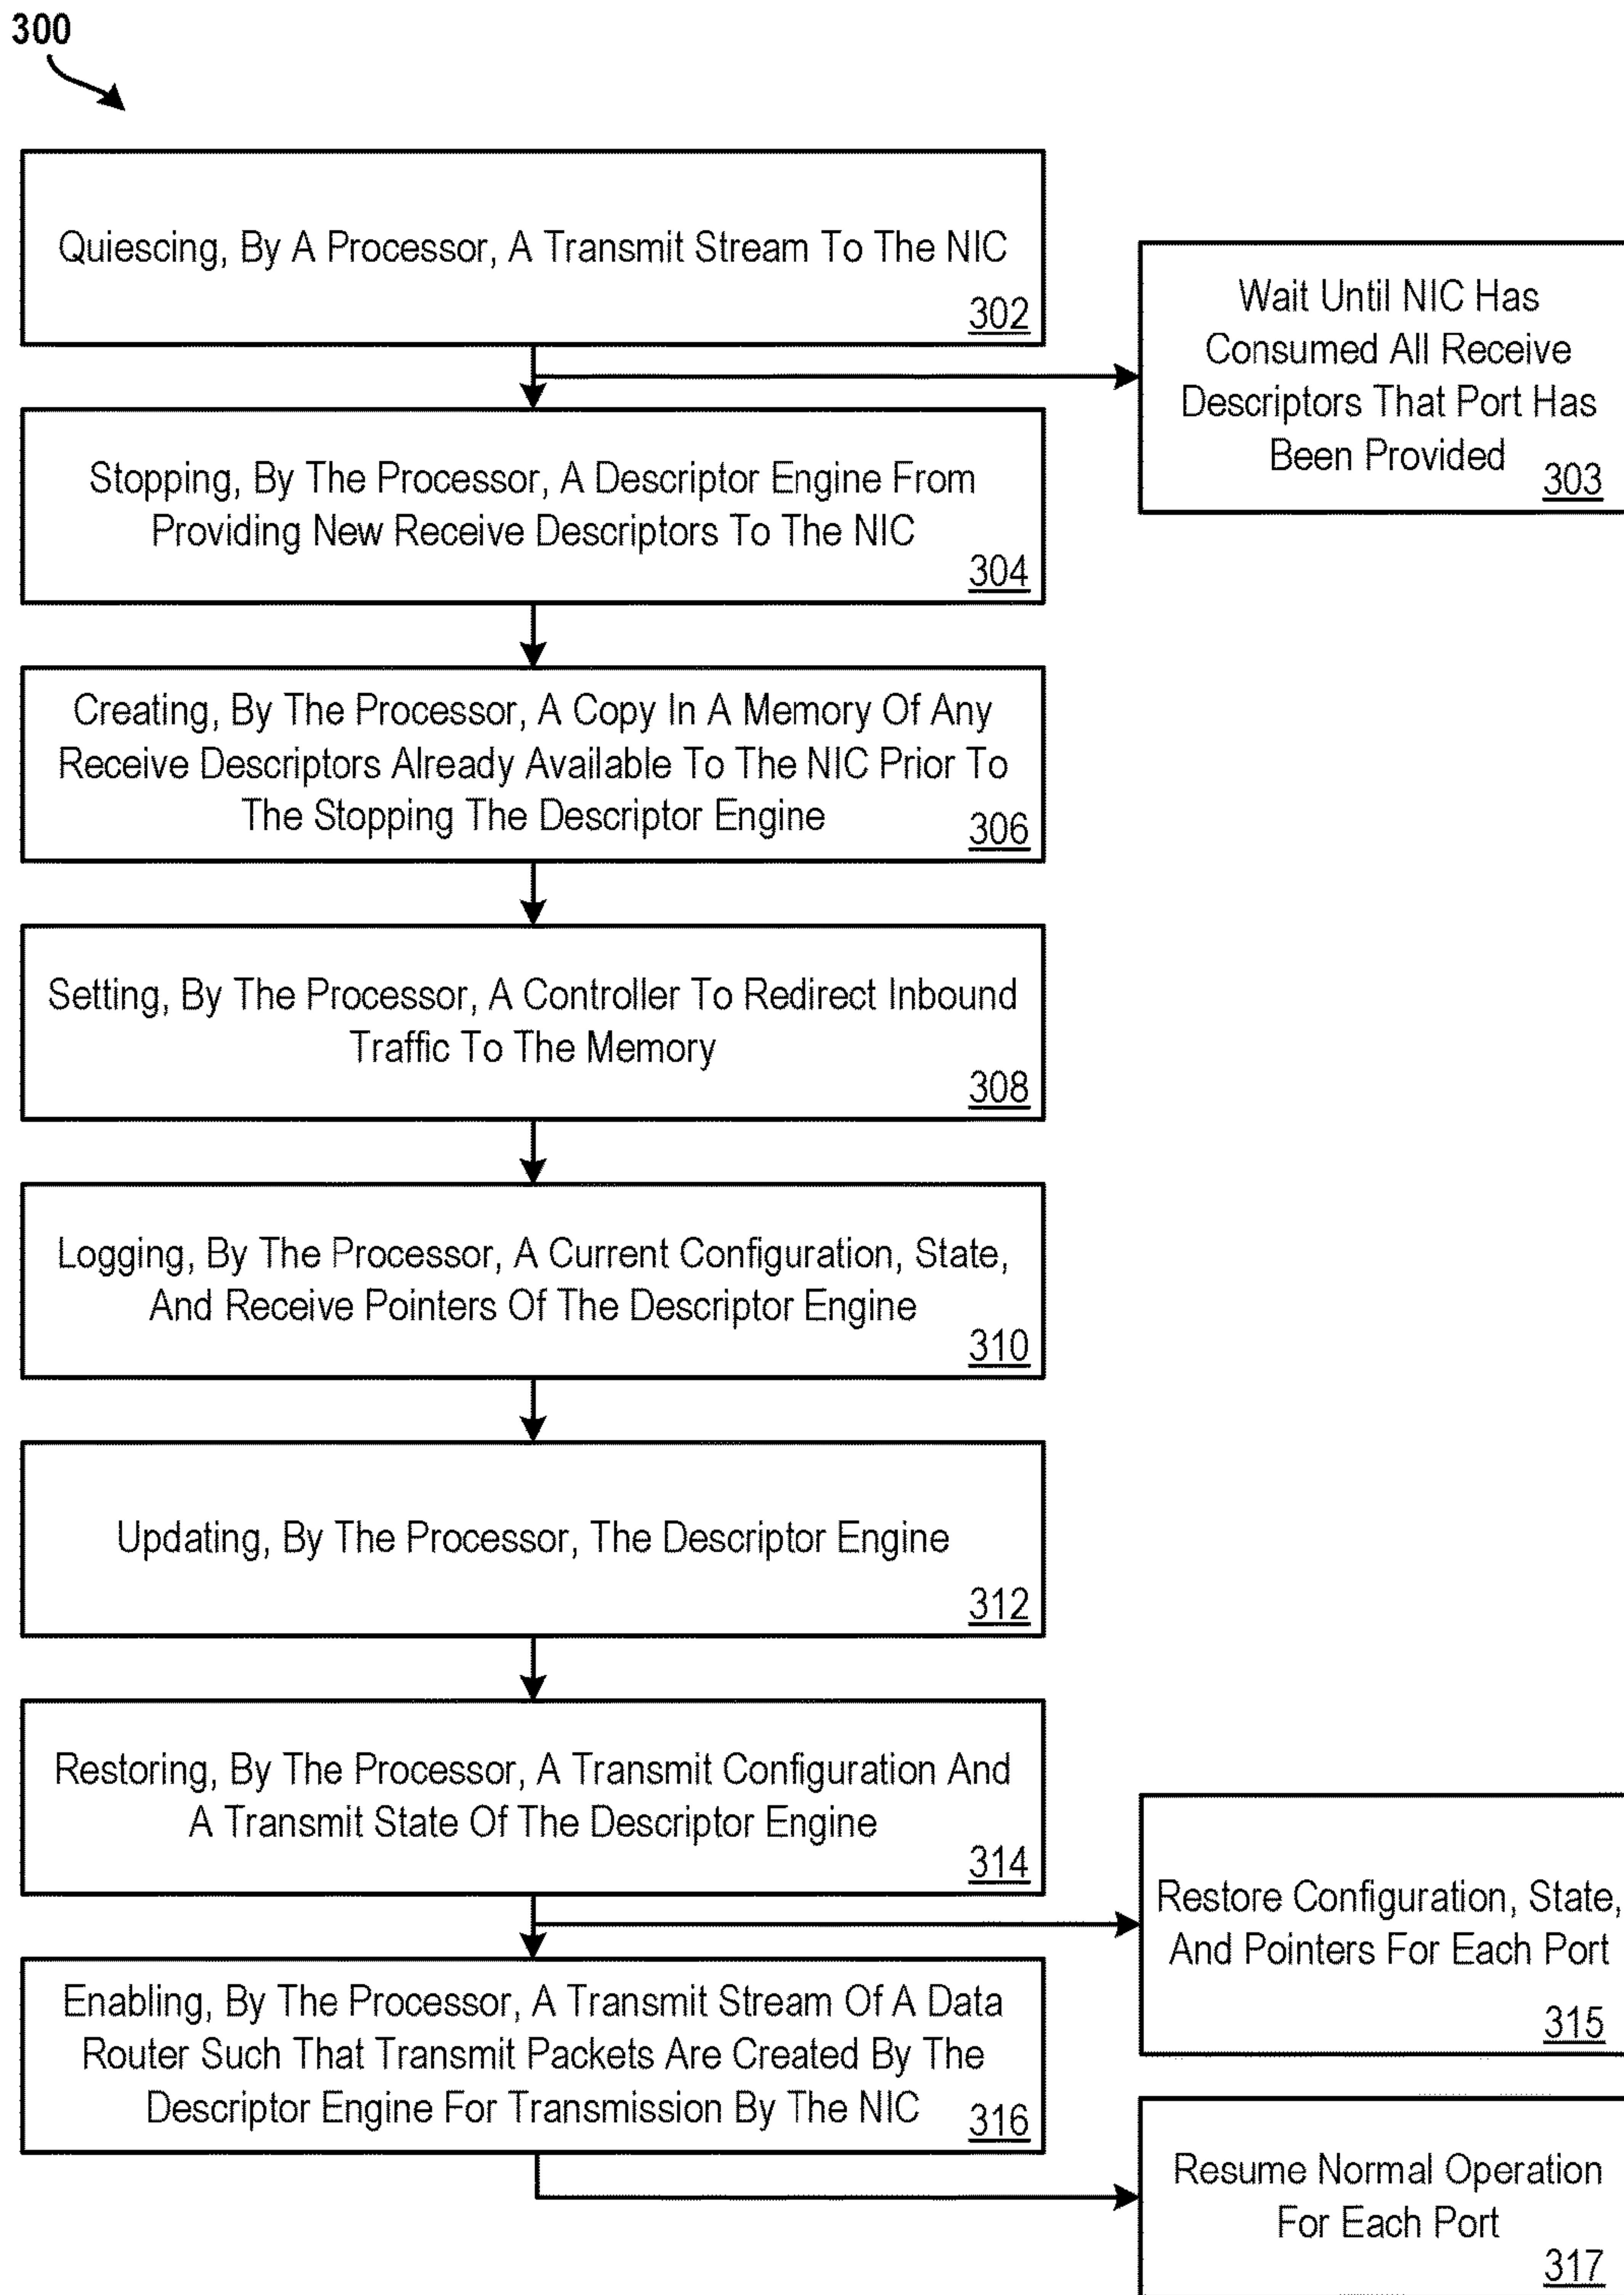 300
Quiescing, By A Processor, A Transmit Stream To The NIC
302
Wait Until NIC Has
Consumed All Receive
Descriptors That Port Has
Been Provided
303
Stopping, By The Processor, A Descriptor Engine From
Providing New Receive Descriptors To The NIC
304
Creating, By The Processor, A Copy In A Memory Of Any
Receive Descriptors Already Available To The NIC Prior To
The Stopping The Descriptor Engine
306
Setting, By The Processor, A Controller To Redirect Inbound
Traffic To The Memory
308
Logging, By The Processor, A Current Configuration, State,
And Receive Pointers Of The Descriptor Engine
310
Updating, By The Processor, The Descriptor Engine
312
Restoring, By The Processor, A Transmit Configuration And
A Transmit State Of The Descriptor Engine
314
Restore Configuration, State,
And Pointers For Each Port
315
Enabling, By The Processor, A Transmit Stream Of A Data
Router Such That Transmit Packets Are Created By The
Descriptor Engine For Transmission By The NIC
316
Resume Normal Operation
For Each Port
317